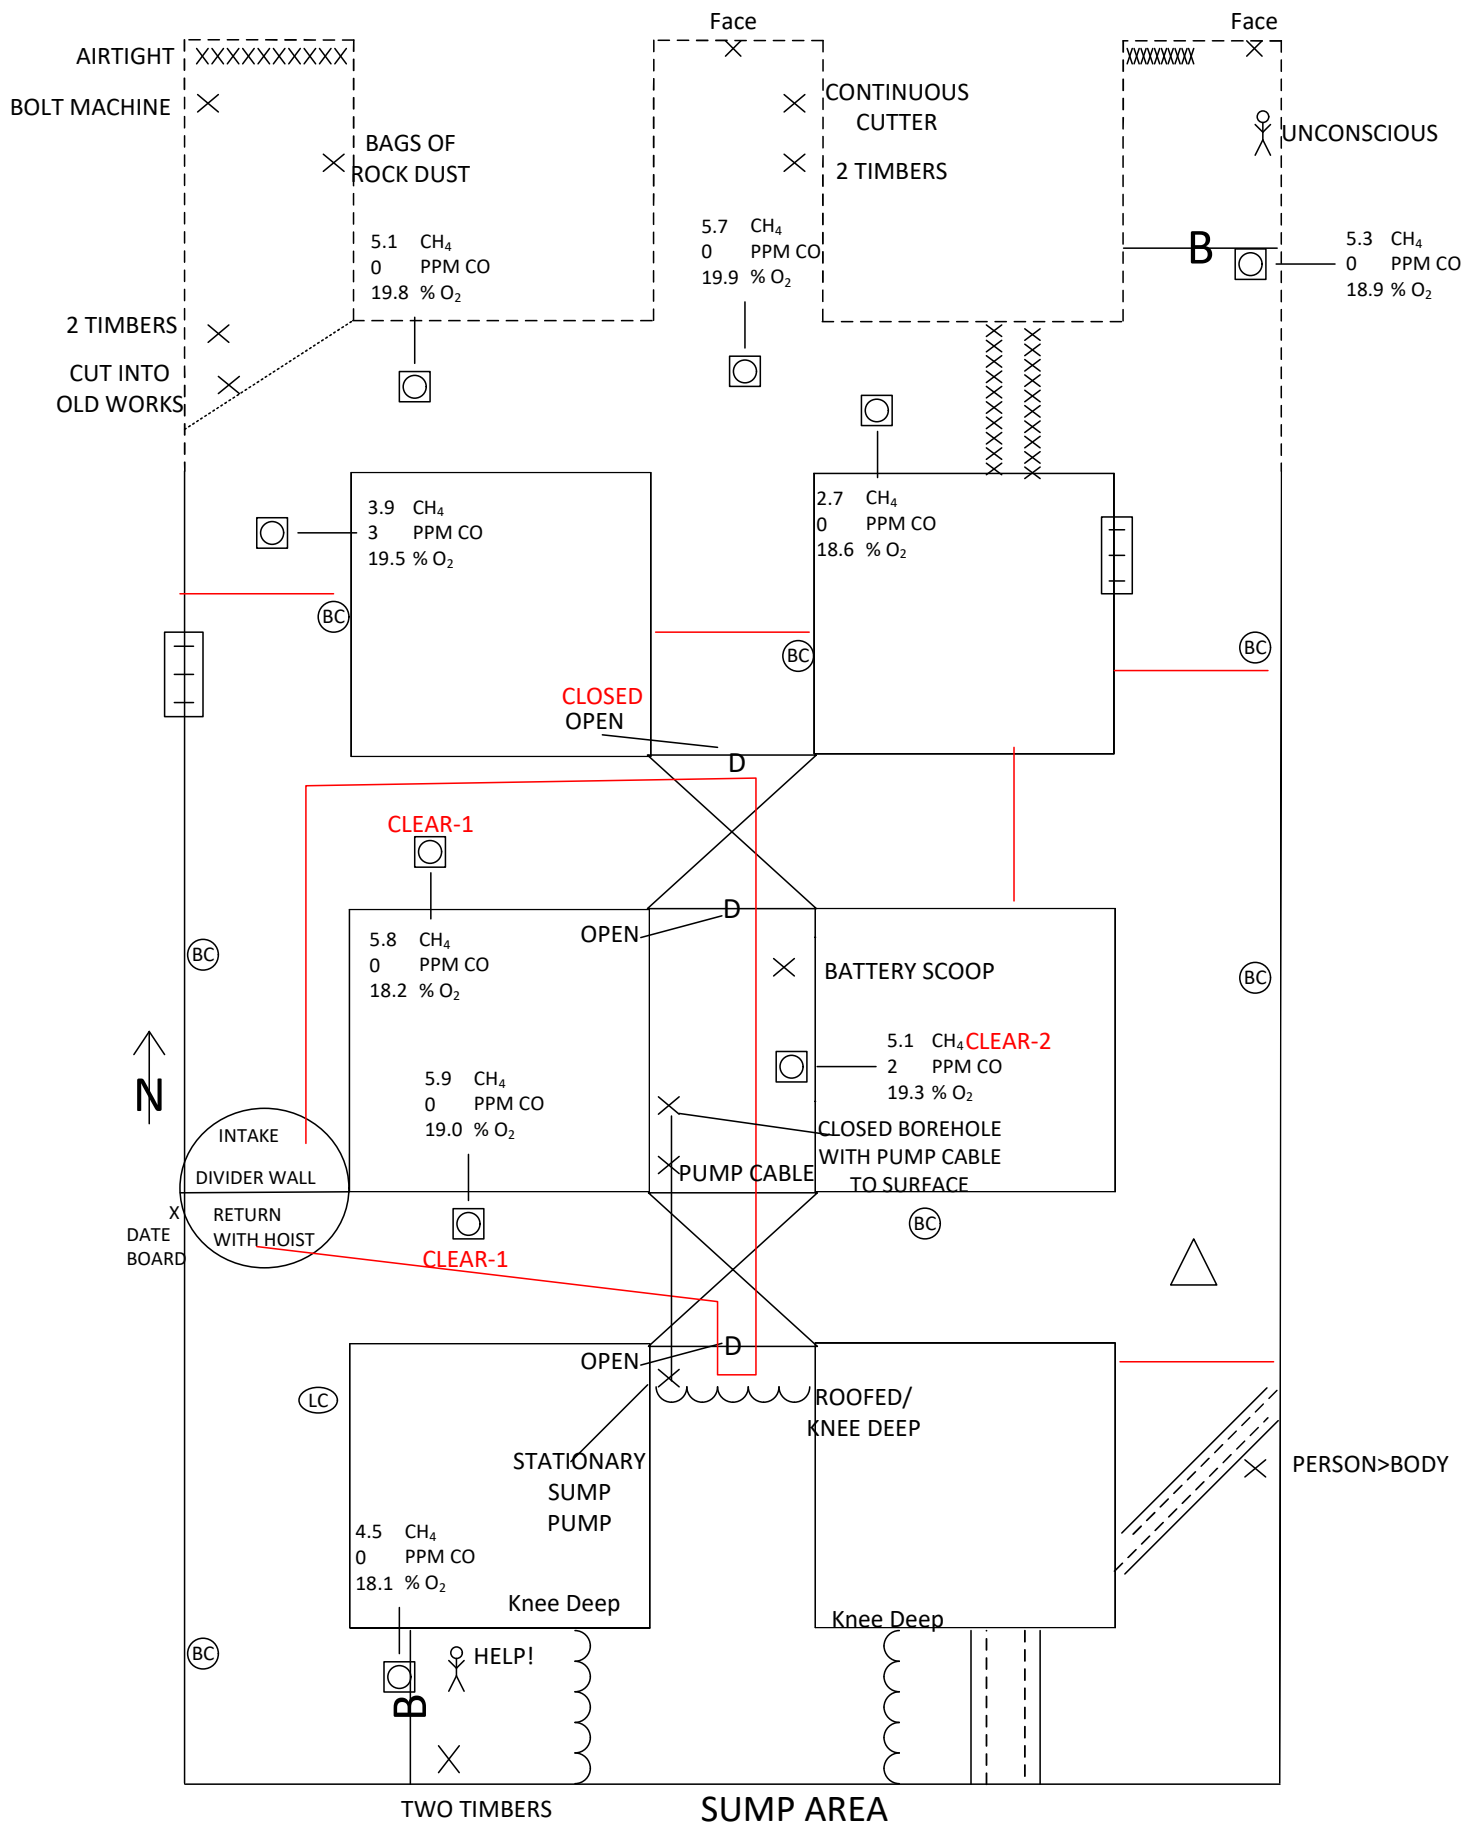 Face
Face
AIRTIGHT
XXXXXXXXXX
BOLT MACHINE
CONTINUOUS
CUTTER
BAGS OF
ROCK DUST
2 TIMBERS
UNCONSCIOUS
5.1 CH₄
0 PPM CO
19.8 % O₂
5.7 CH₄
0 PPM CO
19.9 % O₂
B
5.3 CH₄
0 PPM CO
18.9 % O₂
2 TIMBERS
CUT INTO
OLD WORKS
3.9 CH₄
3 PPM CO
19.5 % O₂
2.7 CH₄
0 PPM CO
18.6 % O₂
BC
BC
BC
CLOSED
OPEN
D
CLEAR-1
D
OPEN
5.8 CH₄
0 PPM CO
18.2 % O₂
BC
BATTERY SCOOP
BC
5.1 CH₄ CLEAR-2
2 PPM CO
19.3 % O₂
N
5.9 CH₄
0 PPM CO
19.0 % O₂
INTAKE
DIVIDER WALL
RETURN
WITH HOIST
X
DATE
BOARD
PUMP CABLE
CLOSED BOREHOLE
WITH PUMP CABLE
TO SURFACE
CLEAR-1
BC
OPEN
D
LC
ROOFED/
KNEE DEEP
STATIONARY
SUMP
PUMP
PERSON>BODY
4.5 CH₄
0 PPM CO
18.1 % O₂
Knee Deep
Knee Deep
BC
HELP!
B
TWO TIMBERS
SUMP AREA